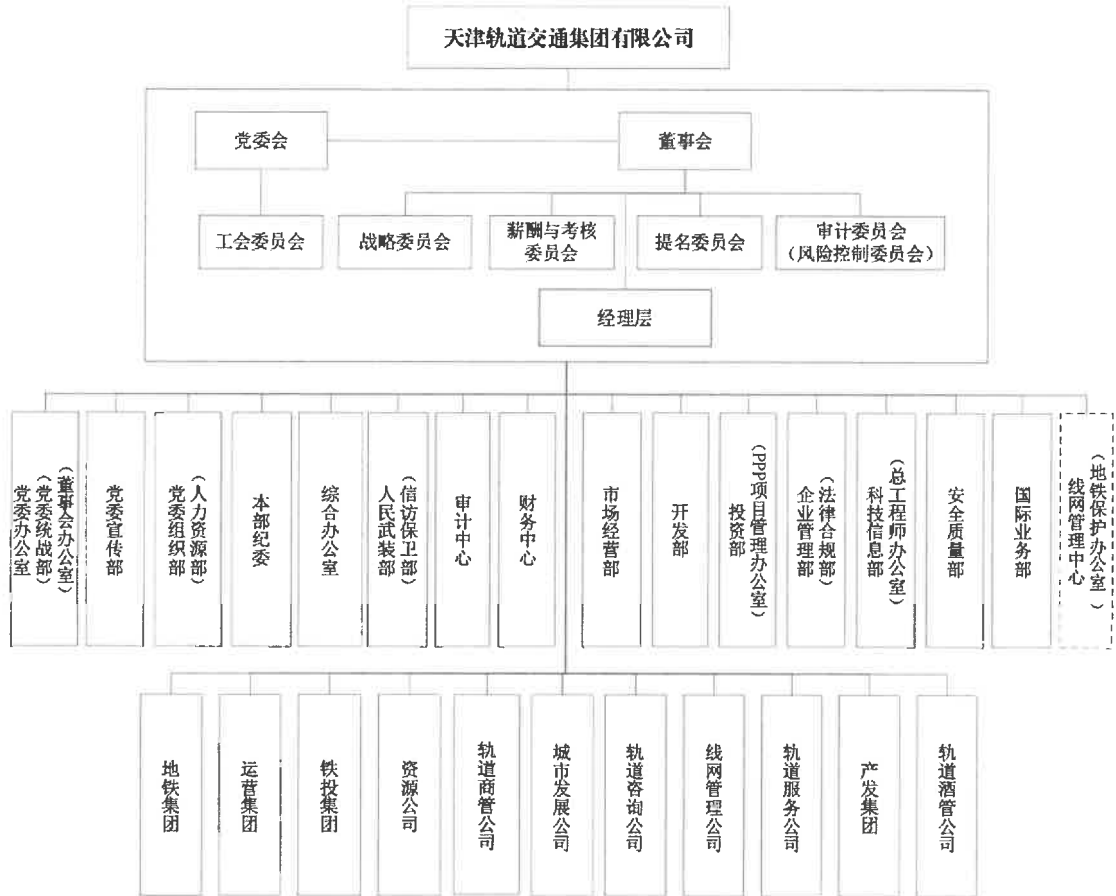 天津轨道交通集团有限公司
党委会
董事会
工会委员会
战略委员会
薪酬与考核
委员会
提名委员会
审计委员会
（风险控制委员会）
经理层
（董事会办公室）
（党委统战部）
党委办公室
党委宣传部
（人力资源部）
党委组织部
本部纪委
综合办公室
（信访保卫部）
人民武装部
审计中心
财务中心
市场经营部
开发部
（PPP项目管理办公室）
投资部
（法律合规部）
企业管理部
（总工程师办公室）
科技信息部
安全质量部
国际业务部
（地铁保护办公室）
线网管理中心
地铁集团
运营集团
铁投集团
资源公司
轨道商管公司
城市发展公司
轨道咨询公司
线网管理公司
轨道服务公司
产发集团
轨道酒管公司